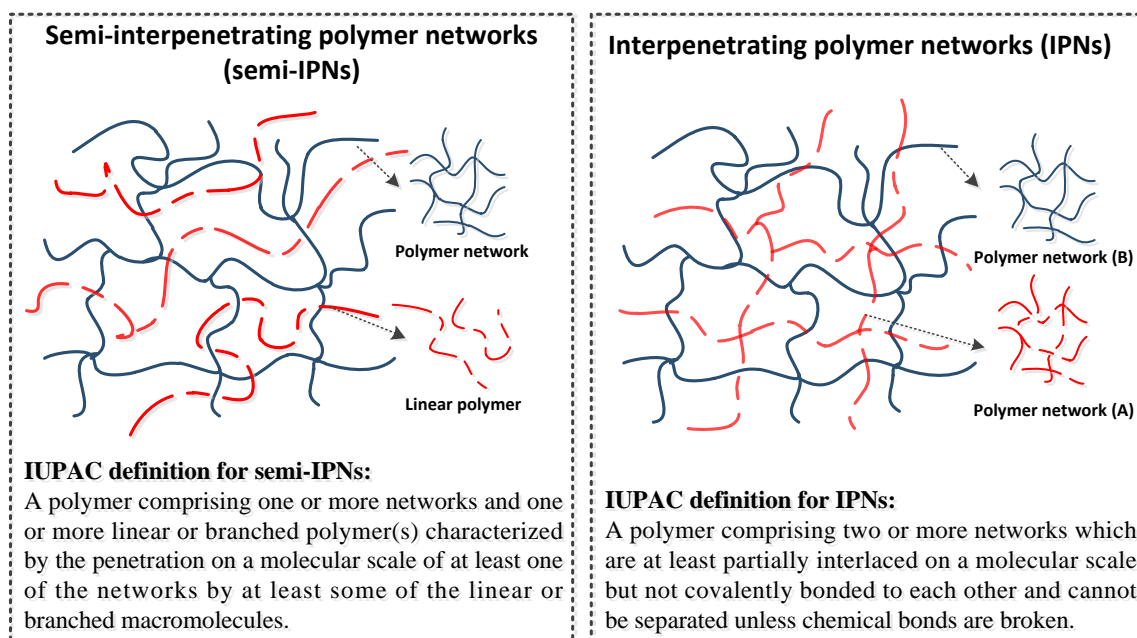 Semi-interpenetrating polymer networks
(semi-IPNs)
Polymer network
Linear polymer
IUPAC definition for semi-IPNs:
A polymer comprising one or more networks and one
or more linear or branched polymer(s) characterized
by the penetration on a molecular scale of at least one
of the networks by at least some of the linear or
branched macromolecules.
Interpenetrating polymer networks (IPNs)
Polymer network (B)
Polymer network (A)
IUPAC definition for IPNs:
A polymer comprising two or more networks which
are at least partially interlaced on a molecular scale
but not covalently bonded to each other and cannot
be separated unless chemical bonds are broken.